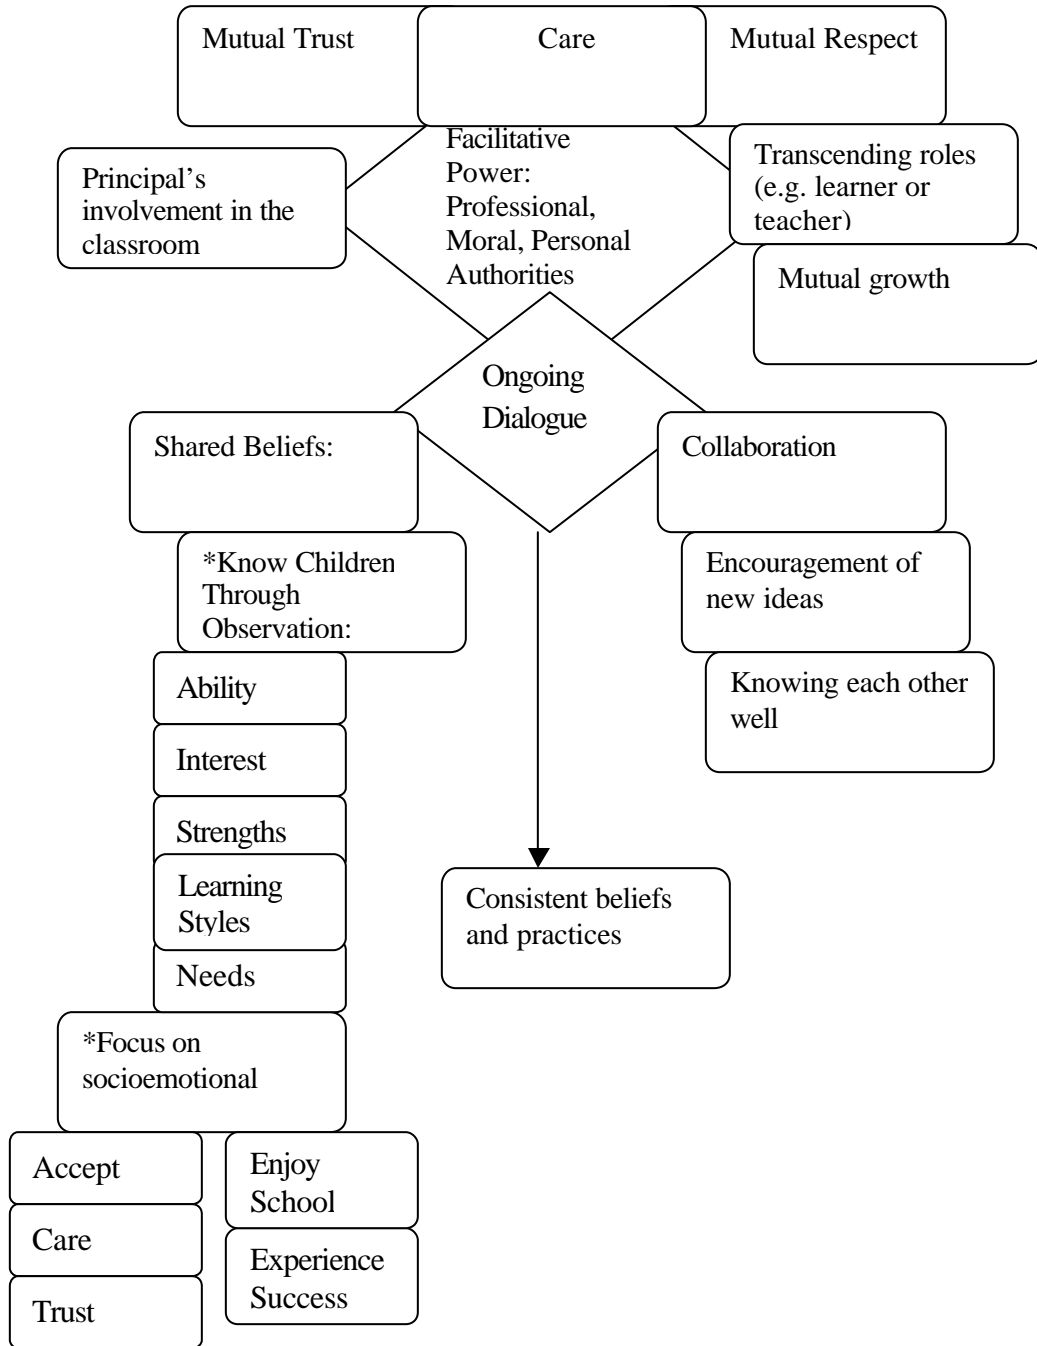 Mutual Trust
Care
Mutual Respect
Facilitative
Power:
Professional,
Moral, Personal
Authorities
Principal's
involvement in the
classroom
Transcending roles
(e.g. learner or
teacher)
Mutual growth
Ongoing
Dialogue
Shared Beliefs:
Collaboration
*Know Children
Through
Observation:
Encouragement of
new ideas
Knowing each other
well
Ability
Interest
Strengths
Learning
Styles
Needs
Consistent beliefs
and practices
*Focus on
socioemotional
Accept
Care
Trust
Enjoy
School
Experience
Success